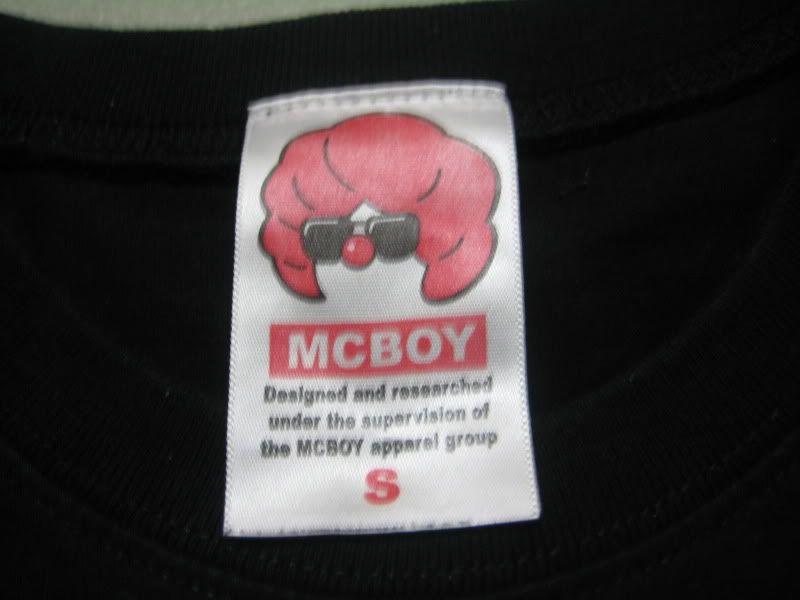 MCBOY
Designed and researched
under the supervision of
the MCBOY apparel group
S